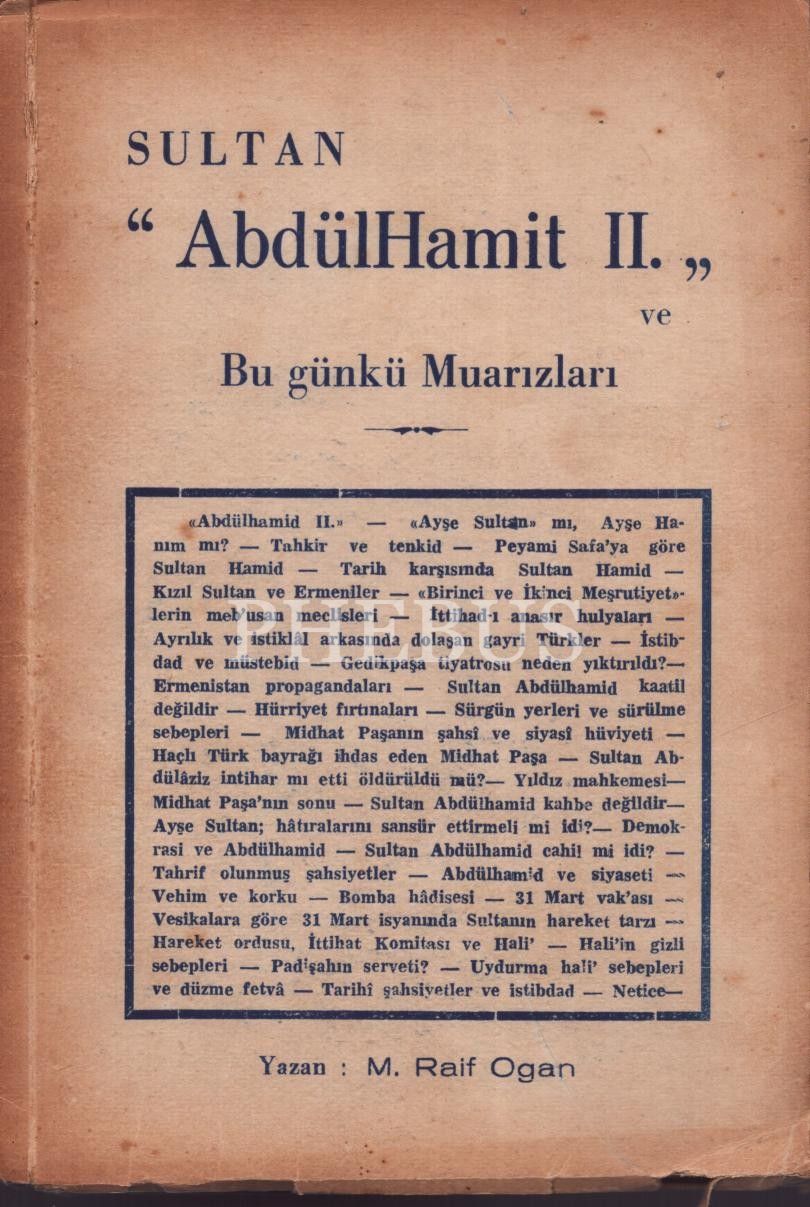 SULTAN
“ AbdülHamit II. „
ve
Bu günkü Muarızları
«Abdülhamid II.» — «Ayşe Sultan» mı, Ayşe Ha-
nım mı? — Tahkir ve tenkid — Peyami Safa'ya göre
Sultan Hamid — Tarih karşısında Sultan Hamid —
Kızıl Sultan ve Ermeniler — «Birinci ve İkinci Meşrutiyet»-
lerin meb'usan meclisleri — İttihad-ı anasır hulyaları —
Ayrılık ve istiklâl arkasında dolaşan gayri Türkler — İstib-
dad ve müstebid — Gedikpaşa tiyatrosu neden yıktırıldı?—
Ermenistan propagandaları — Sultan Abdülhamid kaatil
değildir — Hürriyet fırtınaları — Sürgün yerleri ve sürülme
sebepleri — Midhat Paşanın şahsî ve siyasî hüviyeti —
Haçlı Türk bayrağı ihdas eden Midhat Paşa — Sultan Ab-
dülâziz intihar mı etti öldürüldü mü?— Yıldız mahkemesi—
Midhat Paşa'nın sonu — Sultan Abdülhamid kahbe değildir—
Ayşe Sultan; hâtıralarını sansür ettirmeli mi idi?— Demok-
rasi ve Abdülhamid — Sultan Abdülhamid cahil mi idi? —
Tahrif olunmuş şahsiyetler — Abdülhamid ve siyaseti —
Vehim ve korku — Bomba hâdisesi — 31 Mart vak'ası —
Vesikalara göre 31 Mart isyanında Sultanın hareket tarzı —
Hareket ordusu, İttihat Komitası ve Hali' — Hali'in gizli
sebepleri — Padişahın serveti? — Uydurma hali' sebepleri
ve düzme fetvâ — Tarihî şahsiyetler ve istibdad — Netice—
Yazan : M. Raif Ogan
PHEBUS